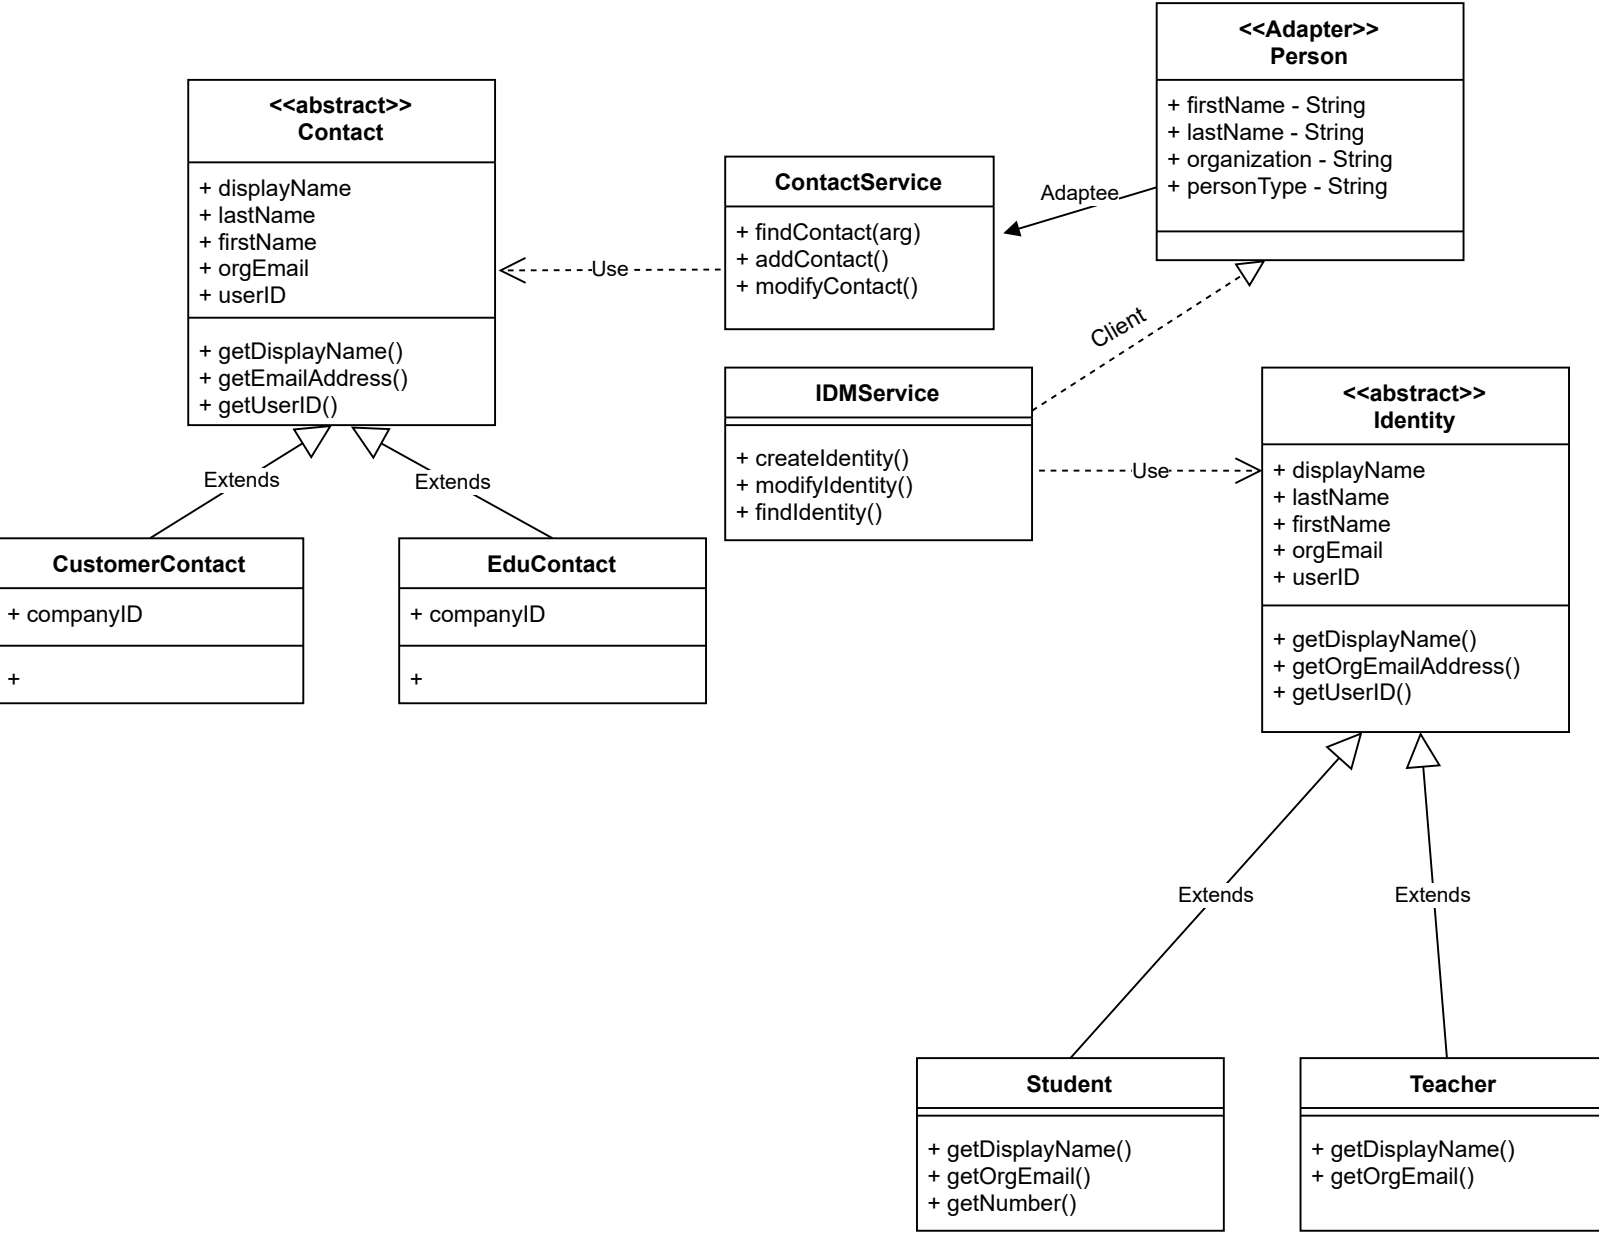 <<Adapter>>
Person
+ firstName - String
+ lastName - String
+ organization - String
+ personType - String
<<abstract>>
Contact
+ displayName
+ lastName
+ firstName
+ orgEmail
+ userID
+ getDisplayName()
+ getEmailAddress()
+ getUserID()
ContactService
+ findContact(arg)
+ addContact()
+ modifyContact()
Adaptee
Use
Client
IDMService
+ createIdentity()
+ modifyIdentity()
+ findIdentity()
Use
<<abstract>>
Identity
+ displayName
+ lastName
+ firstName
+ orgEmail
+ userID
+ getDisplayName()
+ getOrgEmailAddress()
+ getUserID()
Extends
Extends
CustomerContact
+ companyID
+
EduContact
+ companyID
+
Extends
Extends
Student
+ getDisplayName()
+ getOrgEmail()
+ getNumber()
Teacher
+ getDisplayName()
+ getOrgEmail()